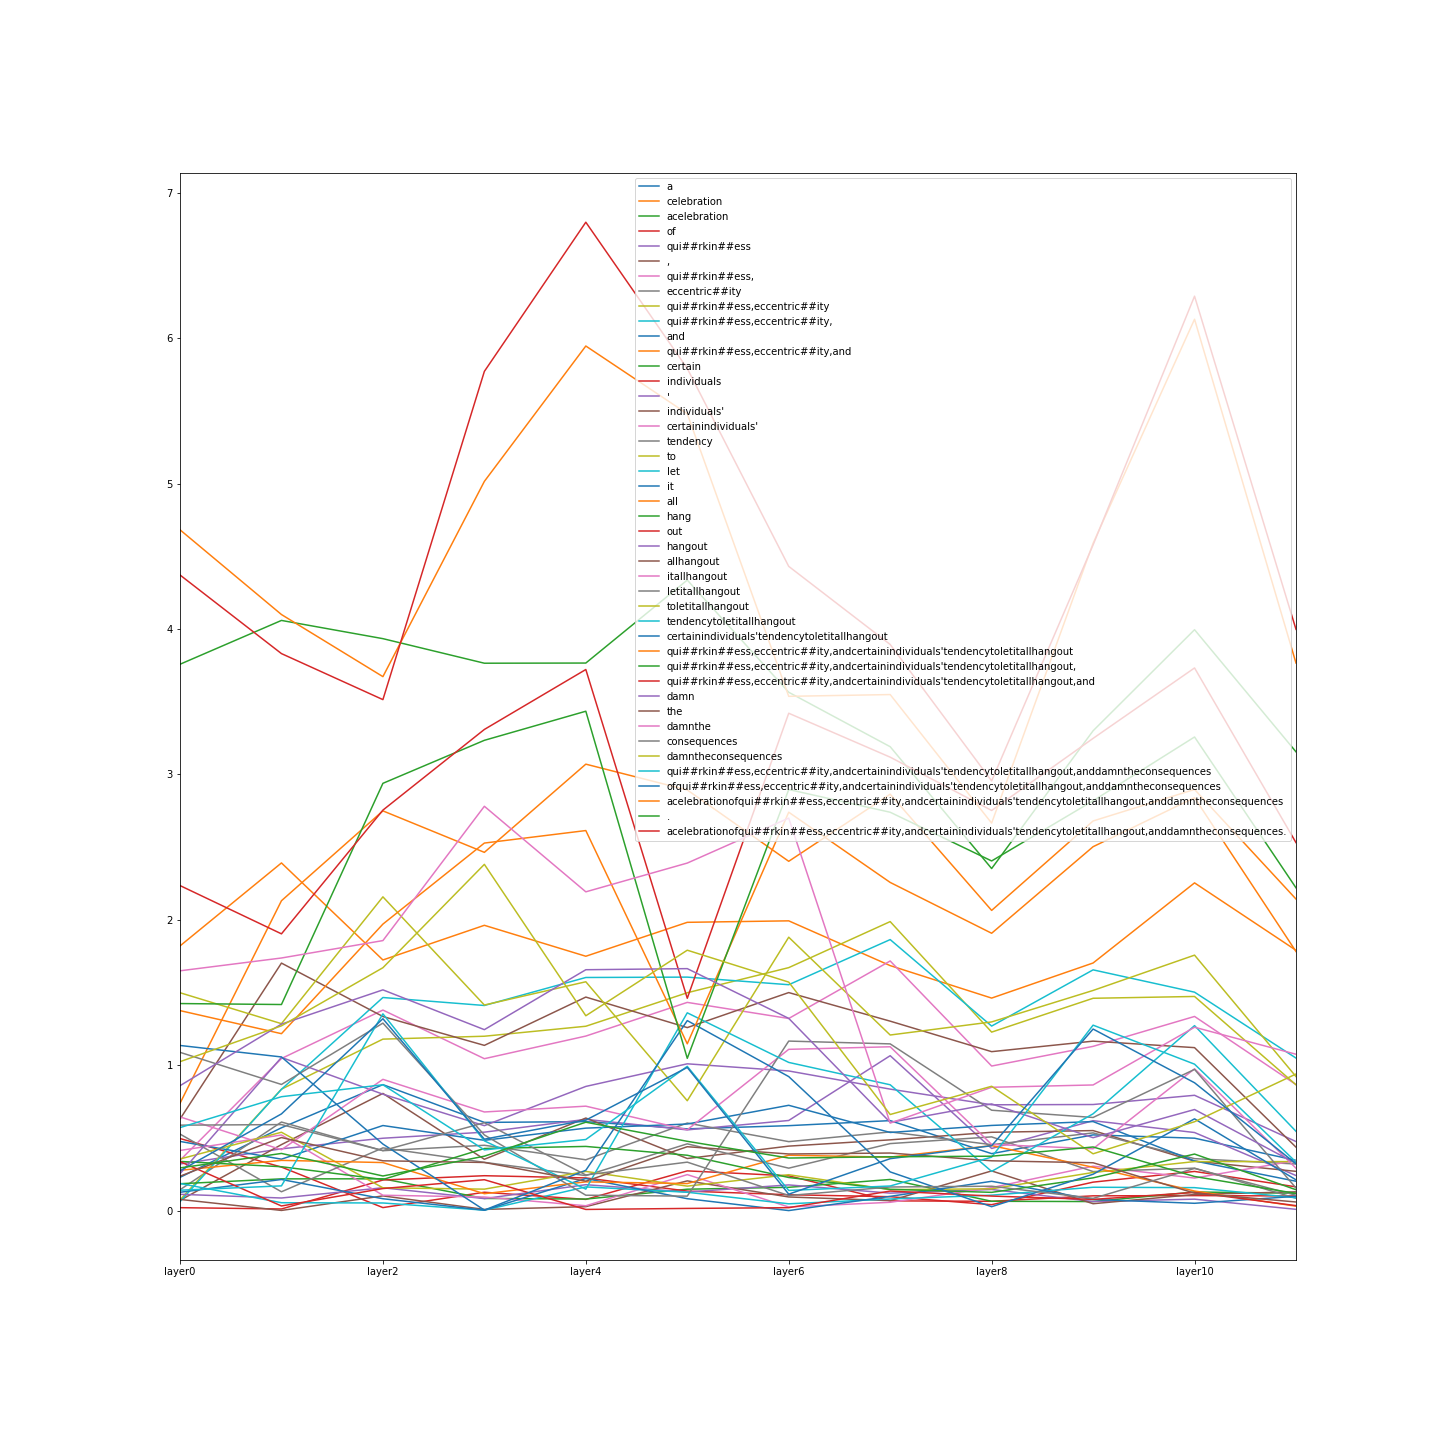 7
6
5
4
3
2
1
0
a
celebration
acelebration
of
qui##rkin##ess
,
qui##rkin##ess,
eccentric##ity
qui##rkin##ess,eccentric##ity
qui##rkin##ess,eccentric##ity,
and
qui##rkin##ess,eccentric##ity,and
certain
individuals
'
individuals'
certainindividuals'
tendency
to
let
it
all
hang
out
hangout
allhangout
itallhangout
letitallhangout
toletitallhangout
tendencytoletitallhangout
certainindividuals'tendencytoletitallhangout
qui##rkin##ess,eccentric##ity,andcertainindividuals'tendencytoletitallhangout
qui##rkin##ess,eccentric##ity,andcertainindividuals'tendencytoletitallhangout,
qui##rkin##ess,eccentric##ity,andcertainindividuals'tendencytoletitallhangout,and
damn
the
damnthe
consequences
damntheconsequences
qui##rkin##ess,eccentric##ity,andcertainindividuals'tendencytoletitallhangout,anddamntheconsequences
ofqui##rkin##ess,eccentric##ity,andcertainindividuals'tendencytoletitallhangout,anddamntheconsequences
acelebrationofqui##rkin##ess,eccentric##ity,andcertainindividuals'tendencytoletitallhangout,anddamntheconsequences
.
acelebrationofqui##rkin##ess,eccentric##ity,andcertainindividuals'tendencytoletitallhangout,anddamntheconsequences.
layer0 layer2 layer4 layer6 layer8 layer10